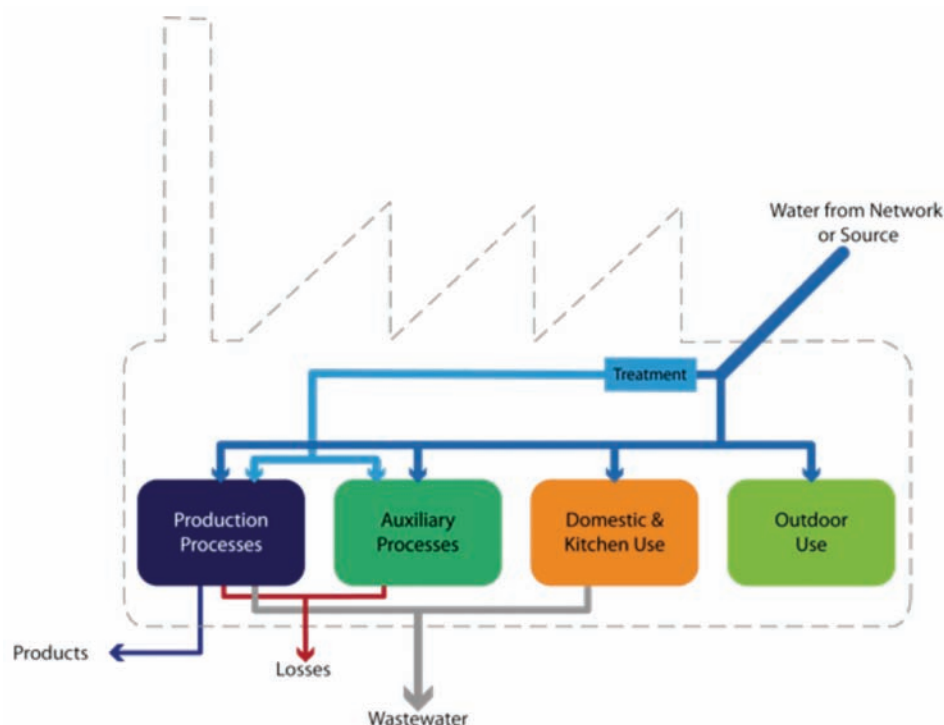 Water from Network
or Source
Treatment
Production
Processes
Auxiliary
Processes
Domestic &
Kitchen Use
Outdoor
Use
Products
Losses
Wastewater